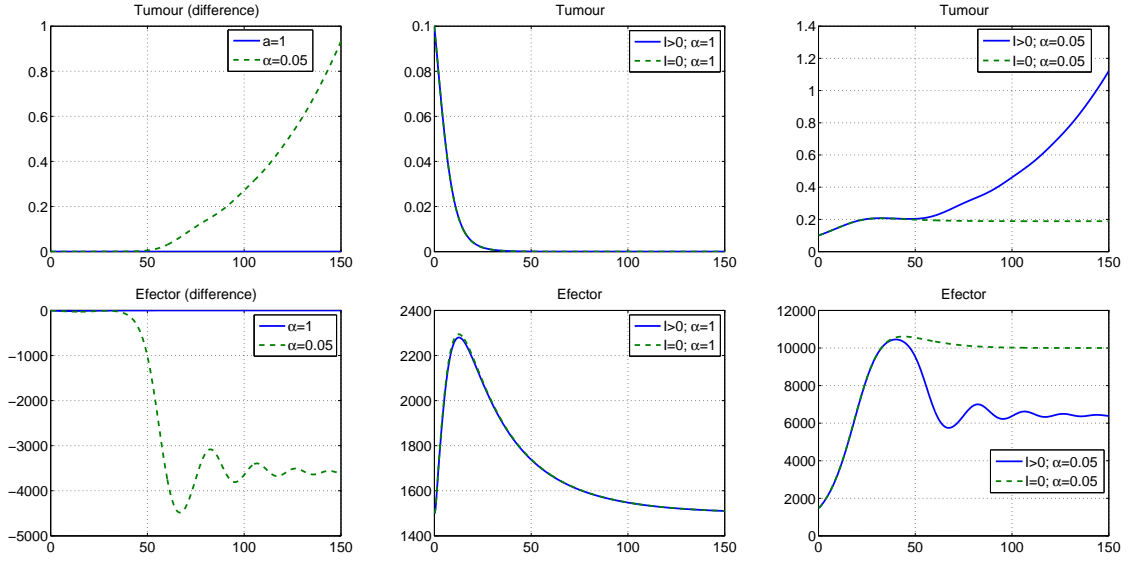 Tumour (difference)
1
0.8
0.6
0.4
0.2
0
0 50 100 150
a=1
α=0.05
Tumour
0.1
0.08
0.06
0.04
0.02
0
0 50 100 150
I>0; α=1
I=0; α=1
Tumour
1.4
1.2
1
0.8
0.6
0.4
0.2
0
0 50 100 150
I>0; α=0.05
I=0; α=0.05
Efector (difference)
0
−1000
−2000
−3000
−4000
−5000
0 50 100 150
α=1
α=0.05
Efector
2400
2200
2000
1800
1600
1400
0 50 100 150
I>0; α=1
I=0; α=1
Efector
12000
10000
8000
6000
4000
2000
0
0 50 100 150
I>0; α=0.05
I=0; α=0.05